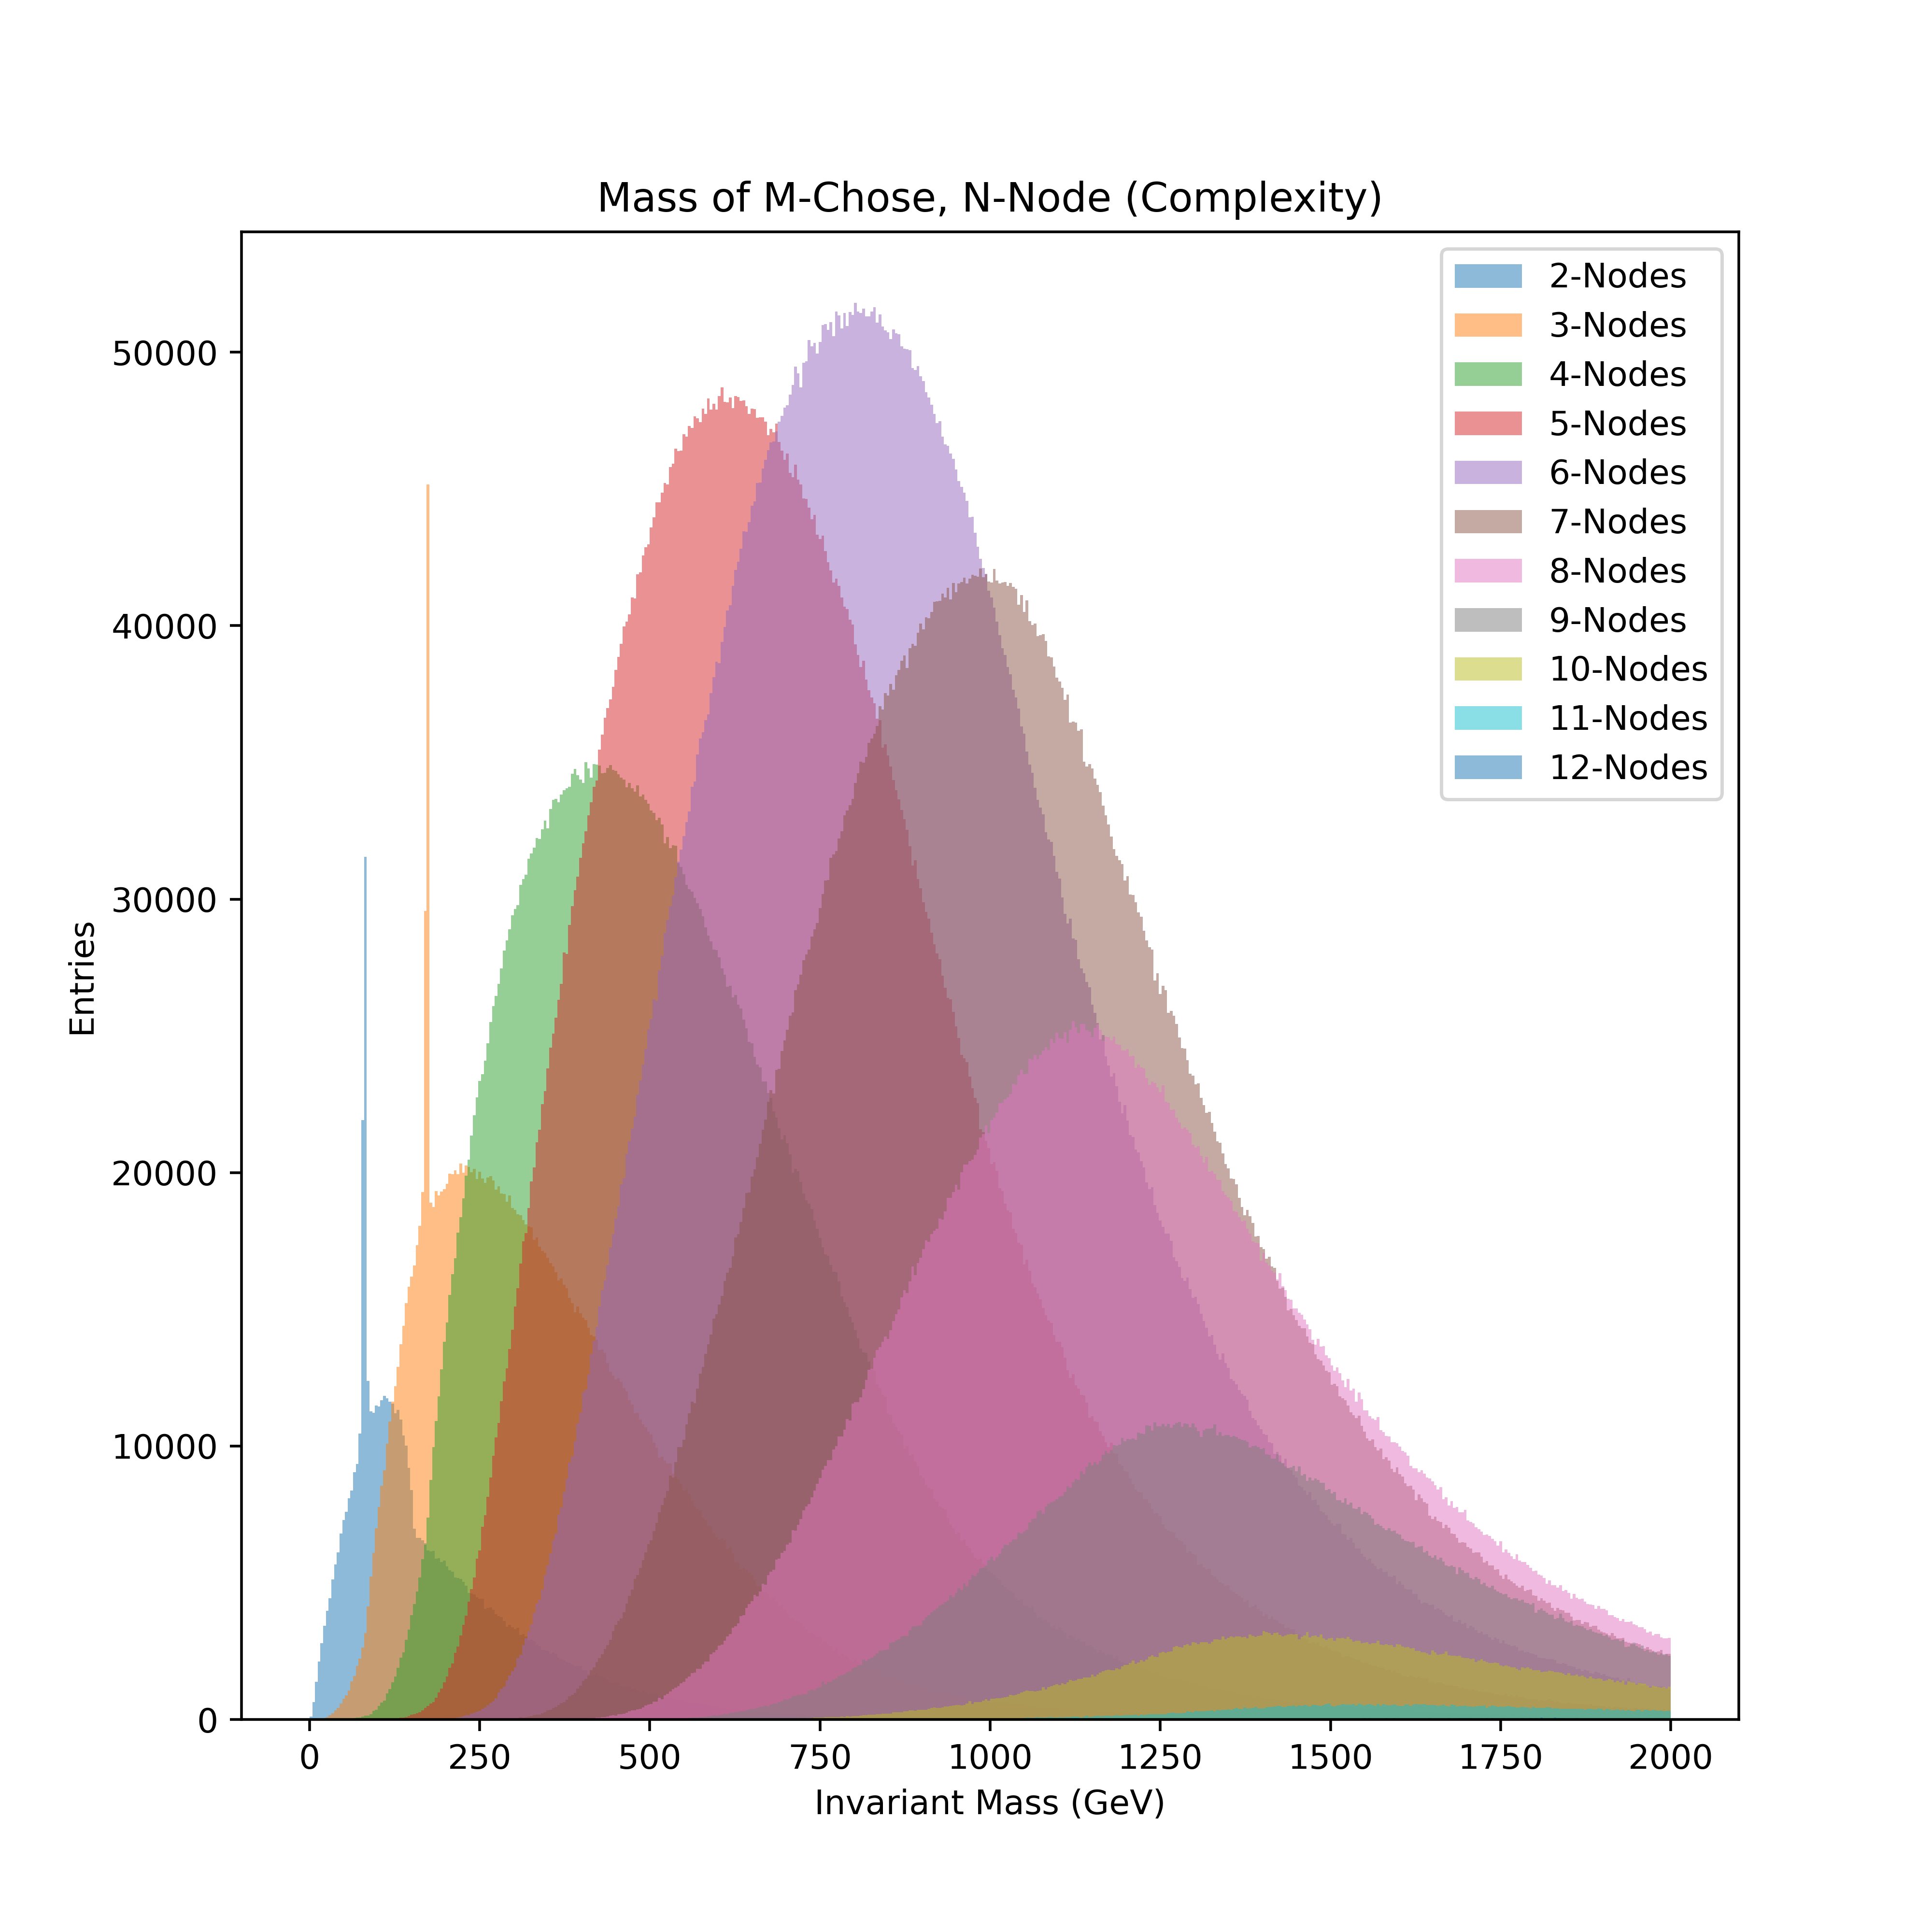 Mass of M-Chose, N-Node (Complexity)
2-Nodes
3-Nodes
4-Nodes
5-Nodes
6-Nodes
7-Nodes
8-Nodes
9-Nodes
10-Nodes
11-Nodes
12-Nodes
50000
40000
30000
20000
10000
0
Entries
0 250 500 750 1000 1250 1500 1750 2000
Invariant Mass (GeV)